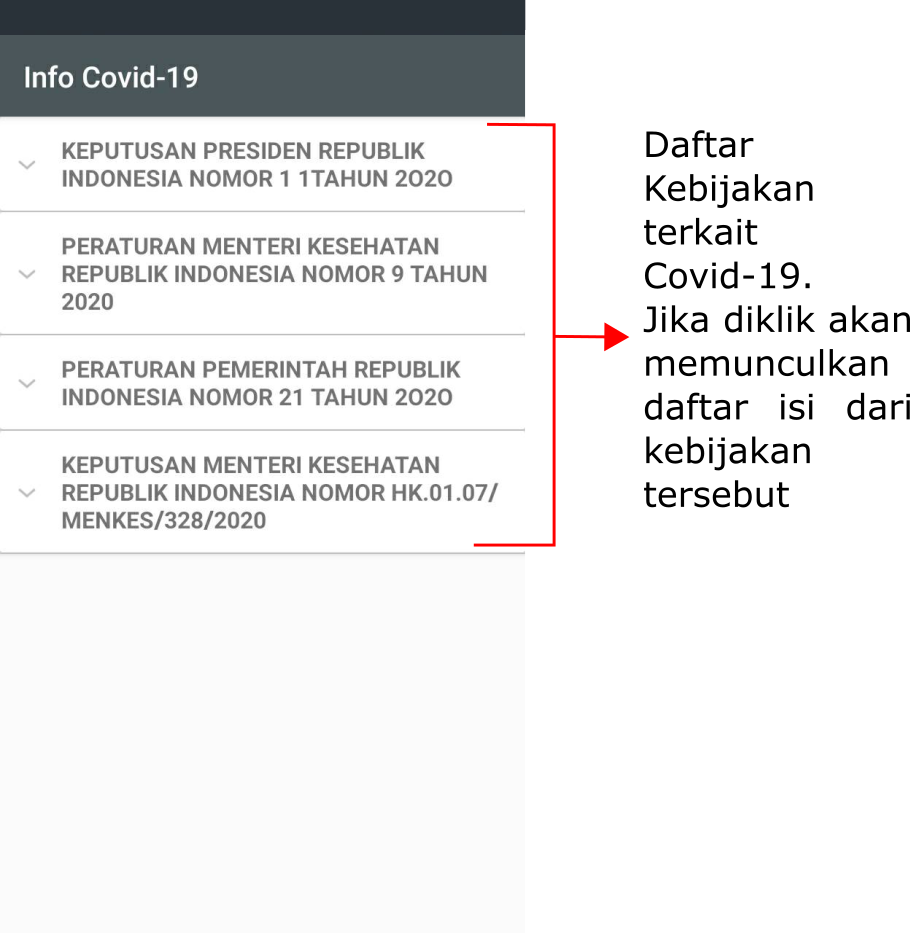 Info Covid-19
KEPUTUSAN PRESIDEN REPUBLIK
INDONESIA NOMOR 1 1TAHUN 2O2O
PERATURAN MENTERI KESEHATAN
REPUBLIK INDONESIA NOMOR 9 TAHUN
2020
PERATURAN PEMERINTAH REPUBLIK
INDONESIA NOMOR 21 TAHUN 2O2O
KEPUTUSAN MENTERI KESEHATAN
REPUBLIK INDONESIA NOMOR HK.01.07/
MENKES/328/2020
Daftar
Kebijakan
terkait
Covid-19.
Jika diklik akan
memunculkan
daftar isi dari
kebijakan
tersebut